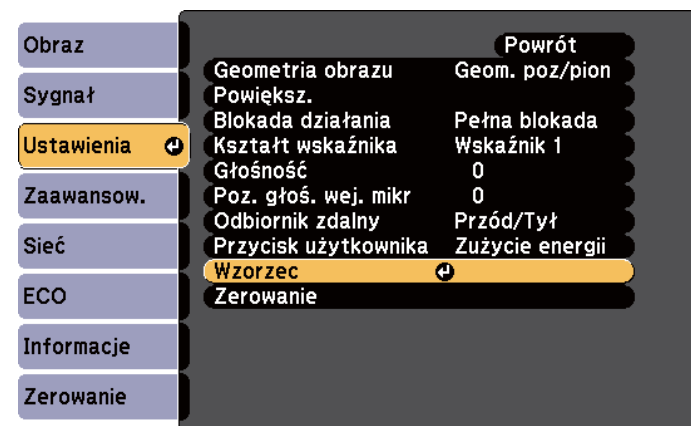 Obraz
Sygnał
Ustawienia
Zaawansow.
Sieć
ECO
Informacje
Zerowanie
Powrót
Geometria obrazu Geom. poz/pion
Powiększ.
Blokada działania Pełna blokada
Kształt wskaźnika Wskaźnik 1
Głośność 0
Poz. głoś. wej. mikr 0
Odbiornik zdalny Przód/Tył
Przycisk użytkownika Zużycie energii
Wzorzec
Zerowanie